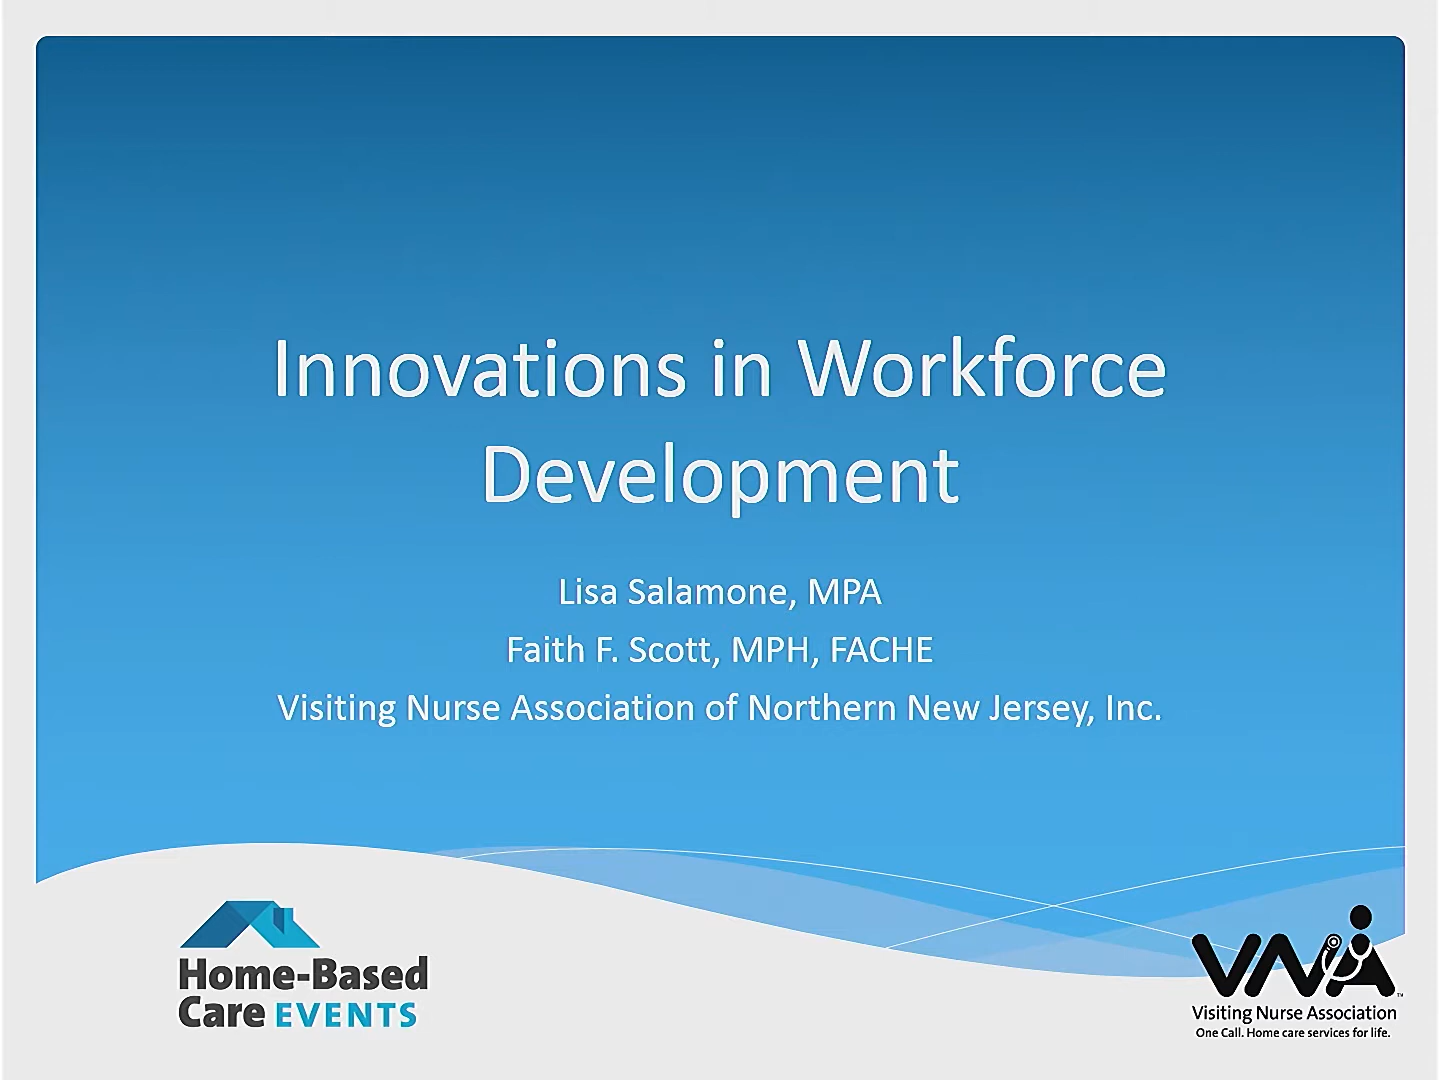 Innovations in Workforce
Development
Lisa Salamone, MPA
Faith F. Scott, MPH, FACHE
Visiting Nurse Association of Northern New Jersey, Inc.
Home-Based
Care EVENTS
VNA
TM
Visiting Nurse Association
One Call. Home care services for life.